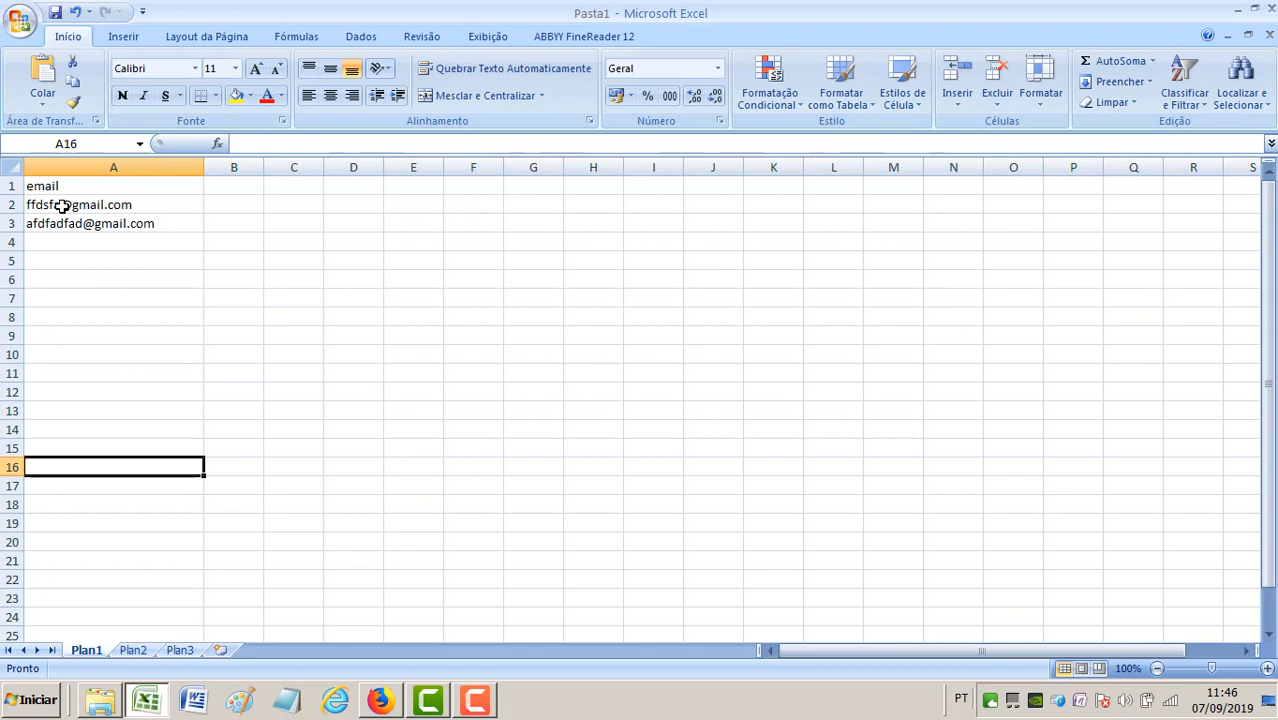 Pasta1 - Microsoft Excel
Início Inserir Layout da Página Fórmulas Dados Revisão Exibição ABBYY FineReader 12
Colar
Área de Transf...
Calibri 11
N I S
Fonte
Quebrar Texto Automaticamente
Mesclar e Centralizar
Alinhamento
Geral
% 000
Número
Formatação Condicional
Formatar como Tabela
Estilos de Célula
Estilo
Inserir Excluir Formatar
Células
AutoSoma
Preencher
Limpar
Classificar e Filtrar
Localizar e Selecionar
Edição
A16 fx
A B C D E F G H I J K L M N O P Q R S
1 email
2 @gmail.com
3 afdfadfad@gmail.com
4
5
6
7
8
9
10
11
12
13
14
15
16
17
18
19
20
21
22
23
24
25
Plan1 Plan2 Plan3
Pronto 100%
Iniciar PT 11:46
07/09/2019